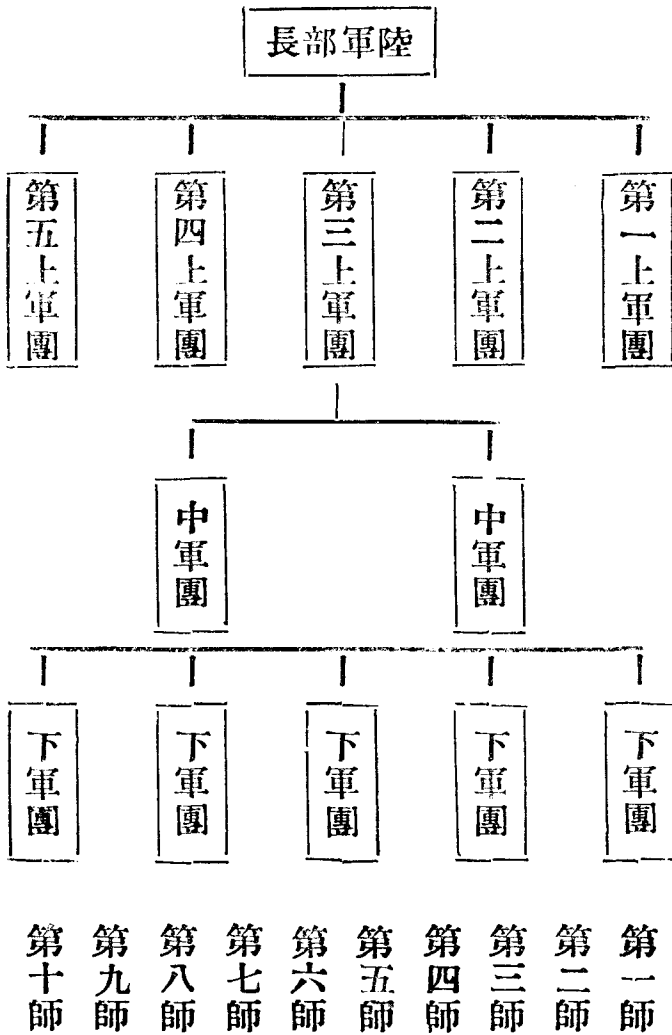 陸軍部長
第一上軍團
第二上軍團
第三上軍團
第四上軍團
第五上軍團
中軍團
中軍團
下軍團
下軍團
下軍團
下軍團
下軍團
第一師
第二師
第三師
第四師
第五師
第六師
第七師
第八師
第九師
第十師